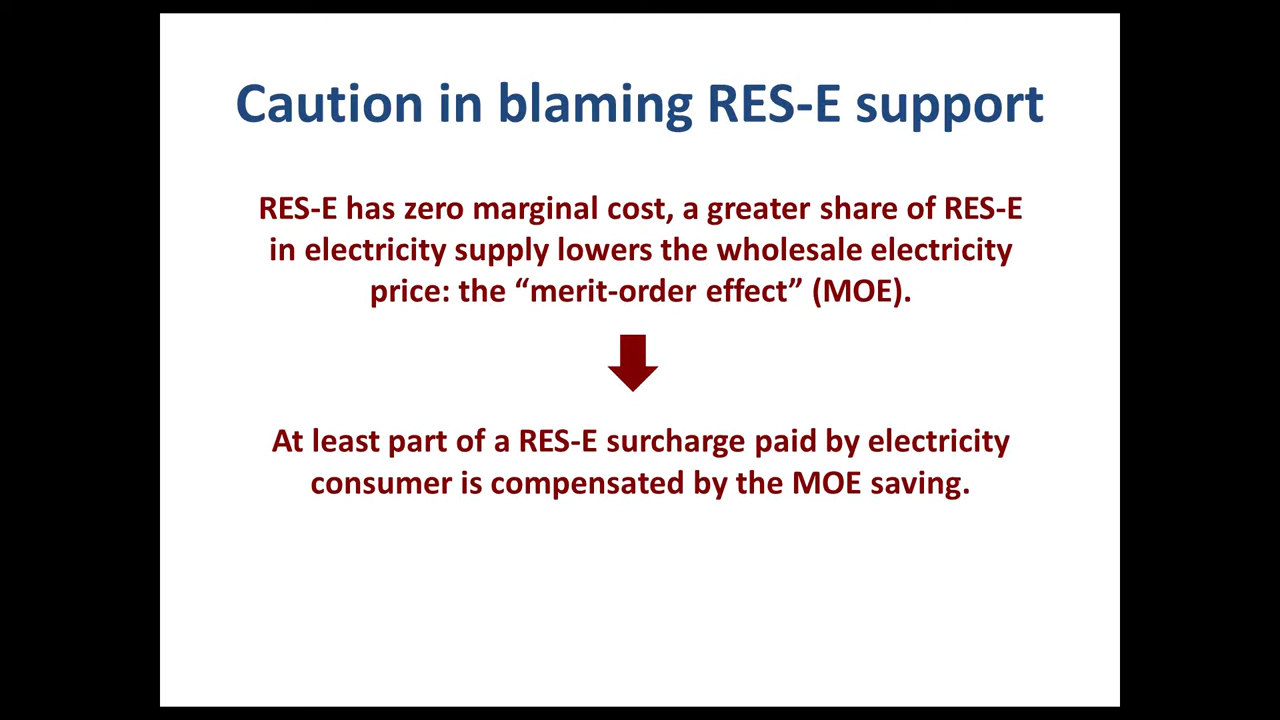 Caution in blaming RES-E support
RES-E has zero marginal cost, a greater share of RES-E
in electricity supply lowers the wholesale electricity
price: the “merit-order effect” (MOE).
At least part of a RES-E surcharge paid by electricity
consumer is compensated by the MOE saving.